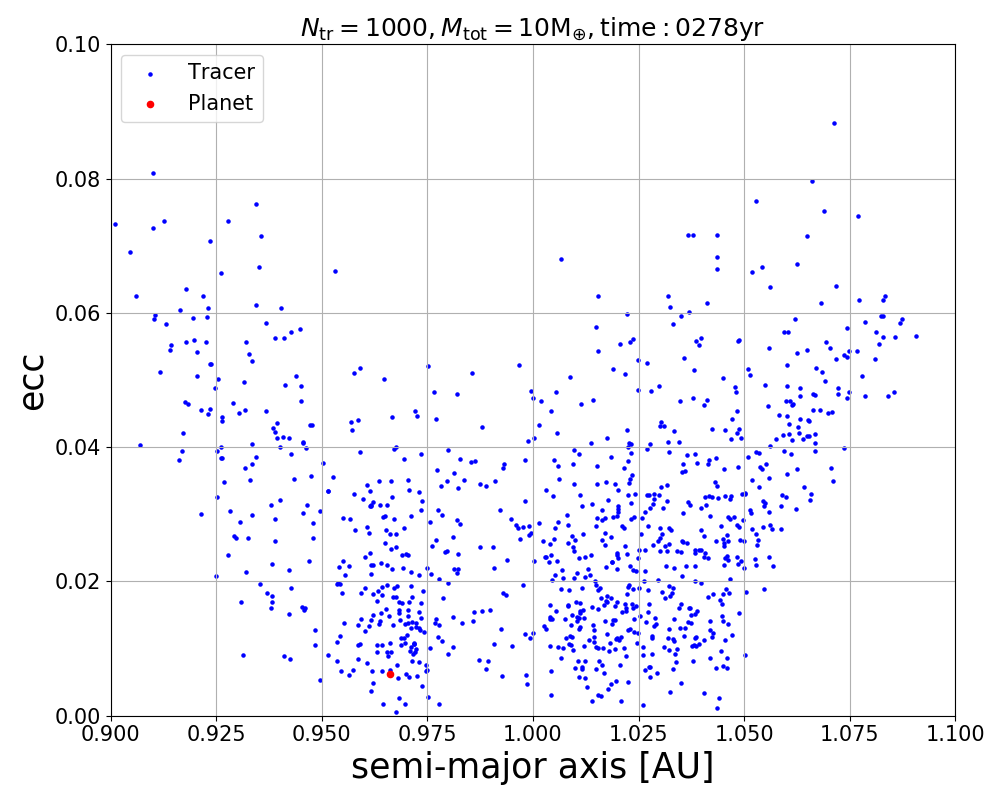 N_tr = 1000, M_tot = 10M_⊕, time : 0278yr
0.10
Tracer
Planet
0.08
0.06
ecc
0.04
0.02
0.00
0.900 0.925 0.950 0.975 1.000 1.025 1.050 1.075 1.100
semi-major axis [AU]